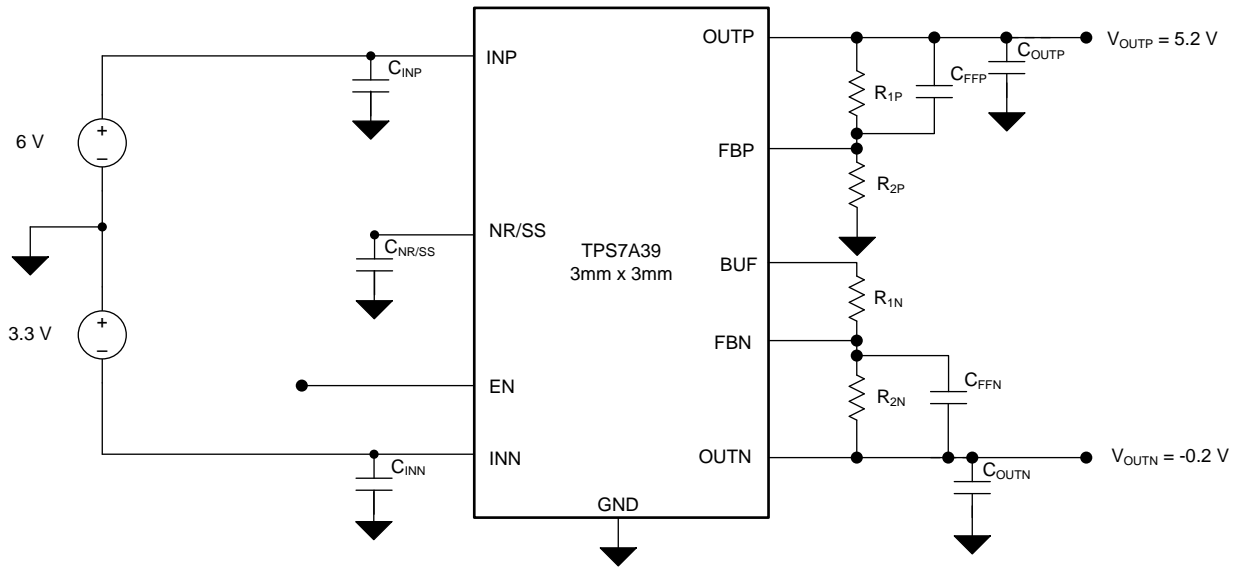 OUTP
V_OUTP = 5.2 V
INP
C_INP
C_OUTP
C_FFP
R_1P
6 V
FBP
R_2P
NR/SS
C_NR/SS
TPS7A39
3mm x 3mm
BUF
R_1N
3.3 V
FBN
EN
C_FFN
R_2N
INN
OUTN
V_OUTN = -0.2 V
C_INN
C_OUTN
GND
+
−
+
−